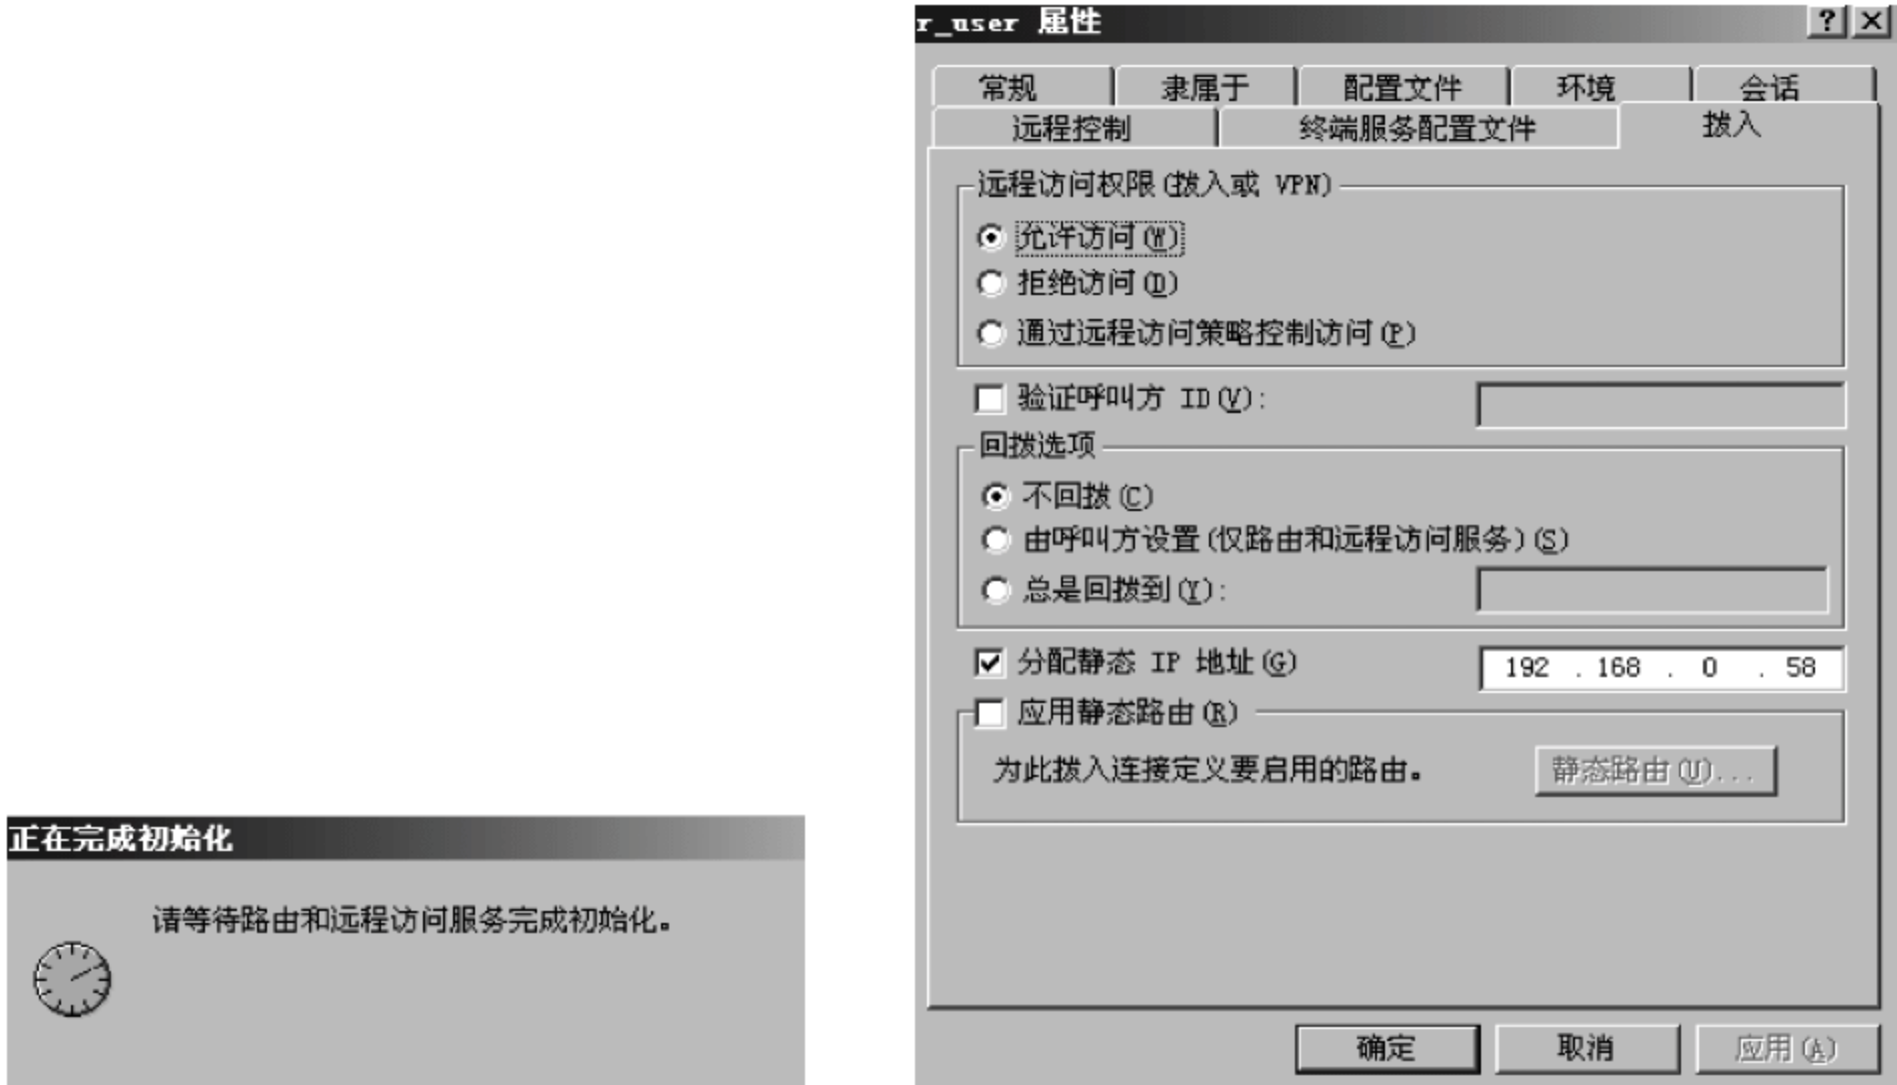 正在完成初始化
请等待路由和远程访问服务完成初始化。
r_user 属性
常规 隶属于 配置文件 环境 会话
远程控制 终端服务配置文件 拨入
远程访问权限(拨入或 VPN)
允许访问(W)
拒绝访问(D)
通过远程访问策略控制访问(P)
验证呼叫方 ID(V):
回拨选项
不回拨(C)
由呼叫方设置(仅路由和远程访问服务)(S)
总是回拨到(Y):
分配静态 IP 地址(G) 192 . 168 . 0 . 58
应用静态路由(R)
为此拨入连接定义要启用的路由。 静态路由(U)...
确定 取消 应用(A)